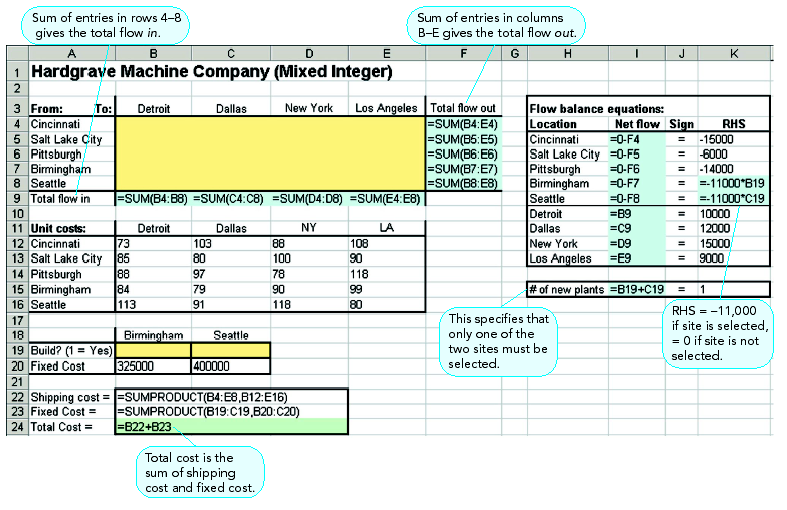 Sum of entries in rows 4–8
gives the total flow in.
Sum of entries in columns
B–E gives the total flow out.
A B C D E F G H I J K
1 Hardgrave Machine Company (Mixed Integer)
2
3 From: To: Detroit Dallas New York Los Angeles Total flow out Flow balance equations:
4 Cincinnati =SUM(B4:E4) Location Net flow Sign RHS
5 Salt Lake City =SUM(B5:E5) Cincinnati =0-F4 = -15000
6 Pittsburgh =SUM(B6:E6) Salt Lake City =0-F5 = -6000
7 Birmingham =SUM(B7:E7) Pittsburgh =0-F6 = -14000
8 Seattle =SUM(B8:E8) Birmingham =0-F7 = =-11000*B19
9 Total flow in =SUM(B4:B8) =SUM(C4:C8) =SUM(D4:D8) =SUM(E4:E8) Seattle =0-F8 = =-11000*C19
10 Detroit =B9 = 10000
11 Unit costs: Detroit Dallas NY LA Dallas =C9 = 12000
12 Cincinnati 73 103 88 108 New York =D9 = 15000
13 Salt Lake City 85 80 100 90 Los Angeles =E9 = 9000
14 Pittsburgh 88 97 78 118
15 Birmingham 84 79 90 99 # of new plants =B19+C19 = 1
16 Seattle 113 91 118 80
17
18 Birmingham Seattle
19 Build? (1 = Yes)
20 Fixed Cost 325000 400000
21
22 Shipping cost = =SUMPRODUCT(B4:E8,B12:E16)
23 Fixed Cost = =SUMPRODUCT(B19:C19,B20:C20)
24 Total Cost = =B22+B23
This specifies that
only one of the
two sites must be
selected.
RHS = –11,000
if site is selected,
= 0 if site is not
selected.
Total cost is the
sum of shipping
cost and fixed cost.